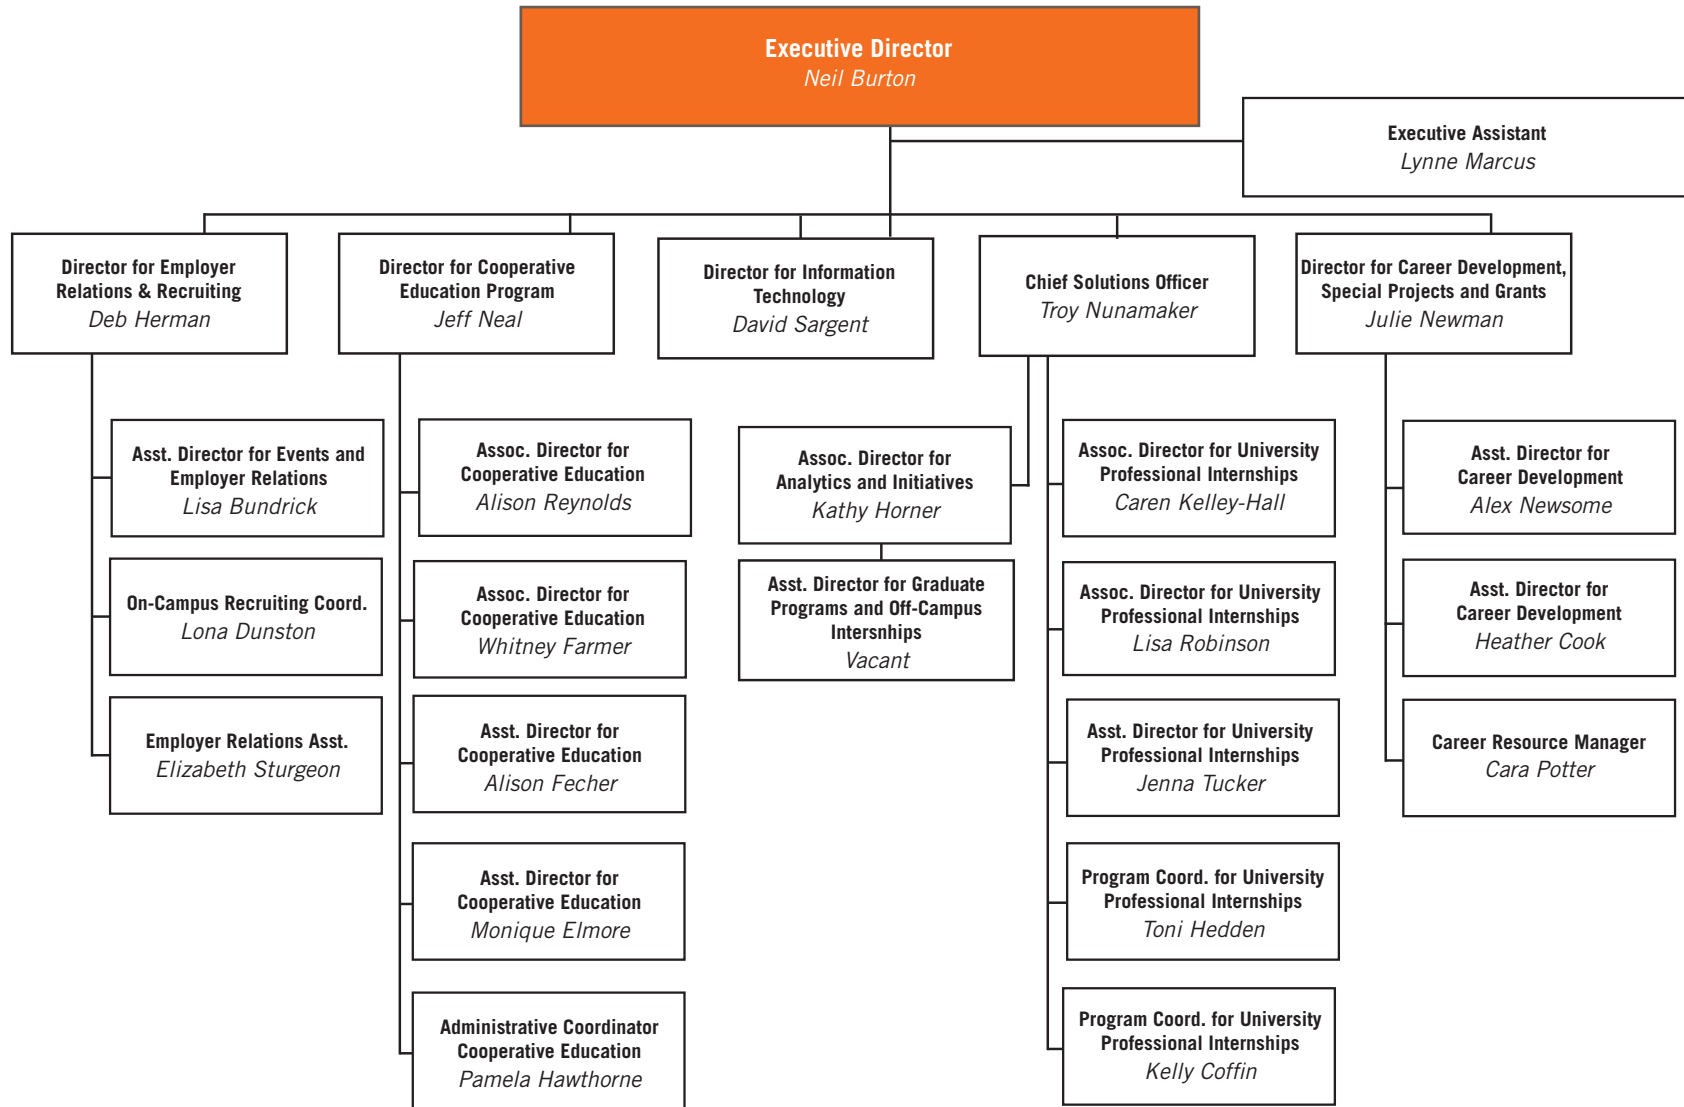 Executive Director
Neil Burton
Executive Assistant
Lynne Marcus
Director for Employer
Relations & Recruiting
Deb Herman
Director for Cooperative
Education Program
Jeff Neal
Director for Information
Technology
David Sargent
Chief Solutions Officer
Troy Nunamaker
Director for Career Development,
Special Projects and Grants
Julie Newman
Asst. Director for Events and
Employer Relations
Lisa Bundrick
On-Campus Recruiting Coord.
Lona Dunston
Employer Relations Asst.
Elizabeth Sturgeon
Assoc. Director for
Cooperative Education
Alison Reynolds
Assoc. Director for
Cooperative Education
Whitney Farmer
Asst. Director for
Cooperative Education
Alison Fecher
Asst. Director for
Cooperative Education
Monique Elmore
Administrative Coordinator
Cooperative Education
Pamela Hawthorne
Assoc. Director for
Analytics and Initiatives
Kathy Horner
Asst. Director for Graduate
Programs and Off-Campus
Intersnhips
Vacant
Assoc. Director for University
Professional Internships
Caren Kelley-Hall
Assoc. Director for University
Professional Internships
Lisa Robinson
Asst. Director for University
Professional Internships
Jenna Tucker
Program Coord. for University
Professional Internships
Toni Hedden
Program Coord. for University
Professional Internships
Kelly Coffin
Asst. Director for
Career Development
Alex Newsome
Asst. Director for
Career Development
Heather Cook
Career Resource Manager
Cara Potter